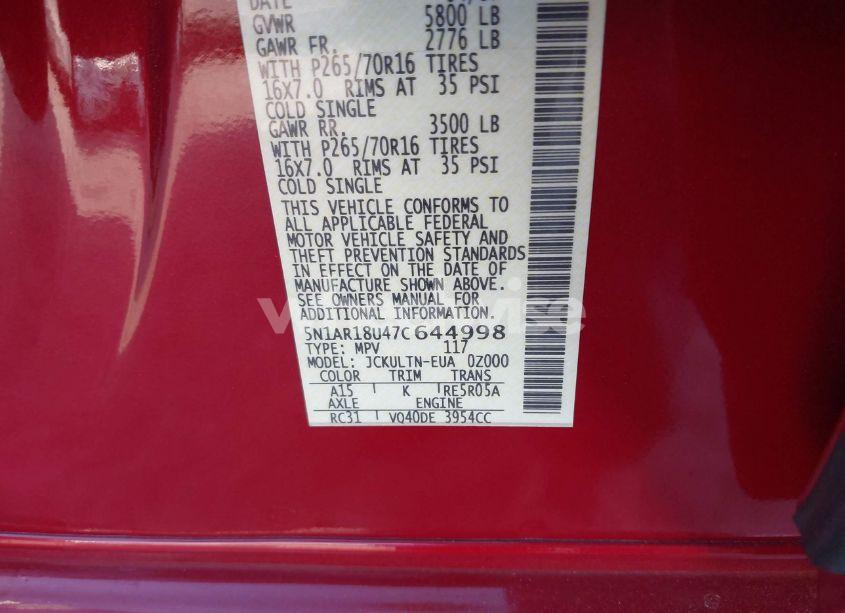 DATE
GVWR 5800 LB
GAWR FR. 2776 LB
WITH P265/70R16 TIRES
16X7.0 RIMS AT 35 PSI
COLD SINGLE
GAWR RR. 3500 LB
WITH P265/70R16 TIRES
16X7.0 RIMS AT 35 PSI
COLD SINGLE
THIS VEHICLE CONFORMS TO
ALL APPLICABLE FEDERAL
MOTOR VEHICLE SAFETY AND
THEFT PREVENTION STANDARDS
IN EFFECT ON THE DATE OF
MANUFACTURE SHOWN ABOVE.
SEE OWNERS MANUAL FOR
ADDITIONAL INFORMATION.
5N1AR18U47C644998
TYPE: MPV 117
MODEL: JCKULTN-EUA 0Z000
COLOR TRIM TRANS
A15 K RE5R05A
AXLE ENGINE
RC31 VQ40DE 3954CC